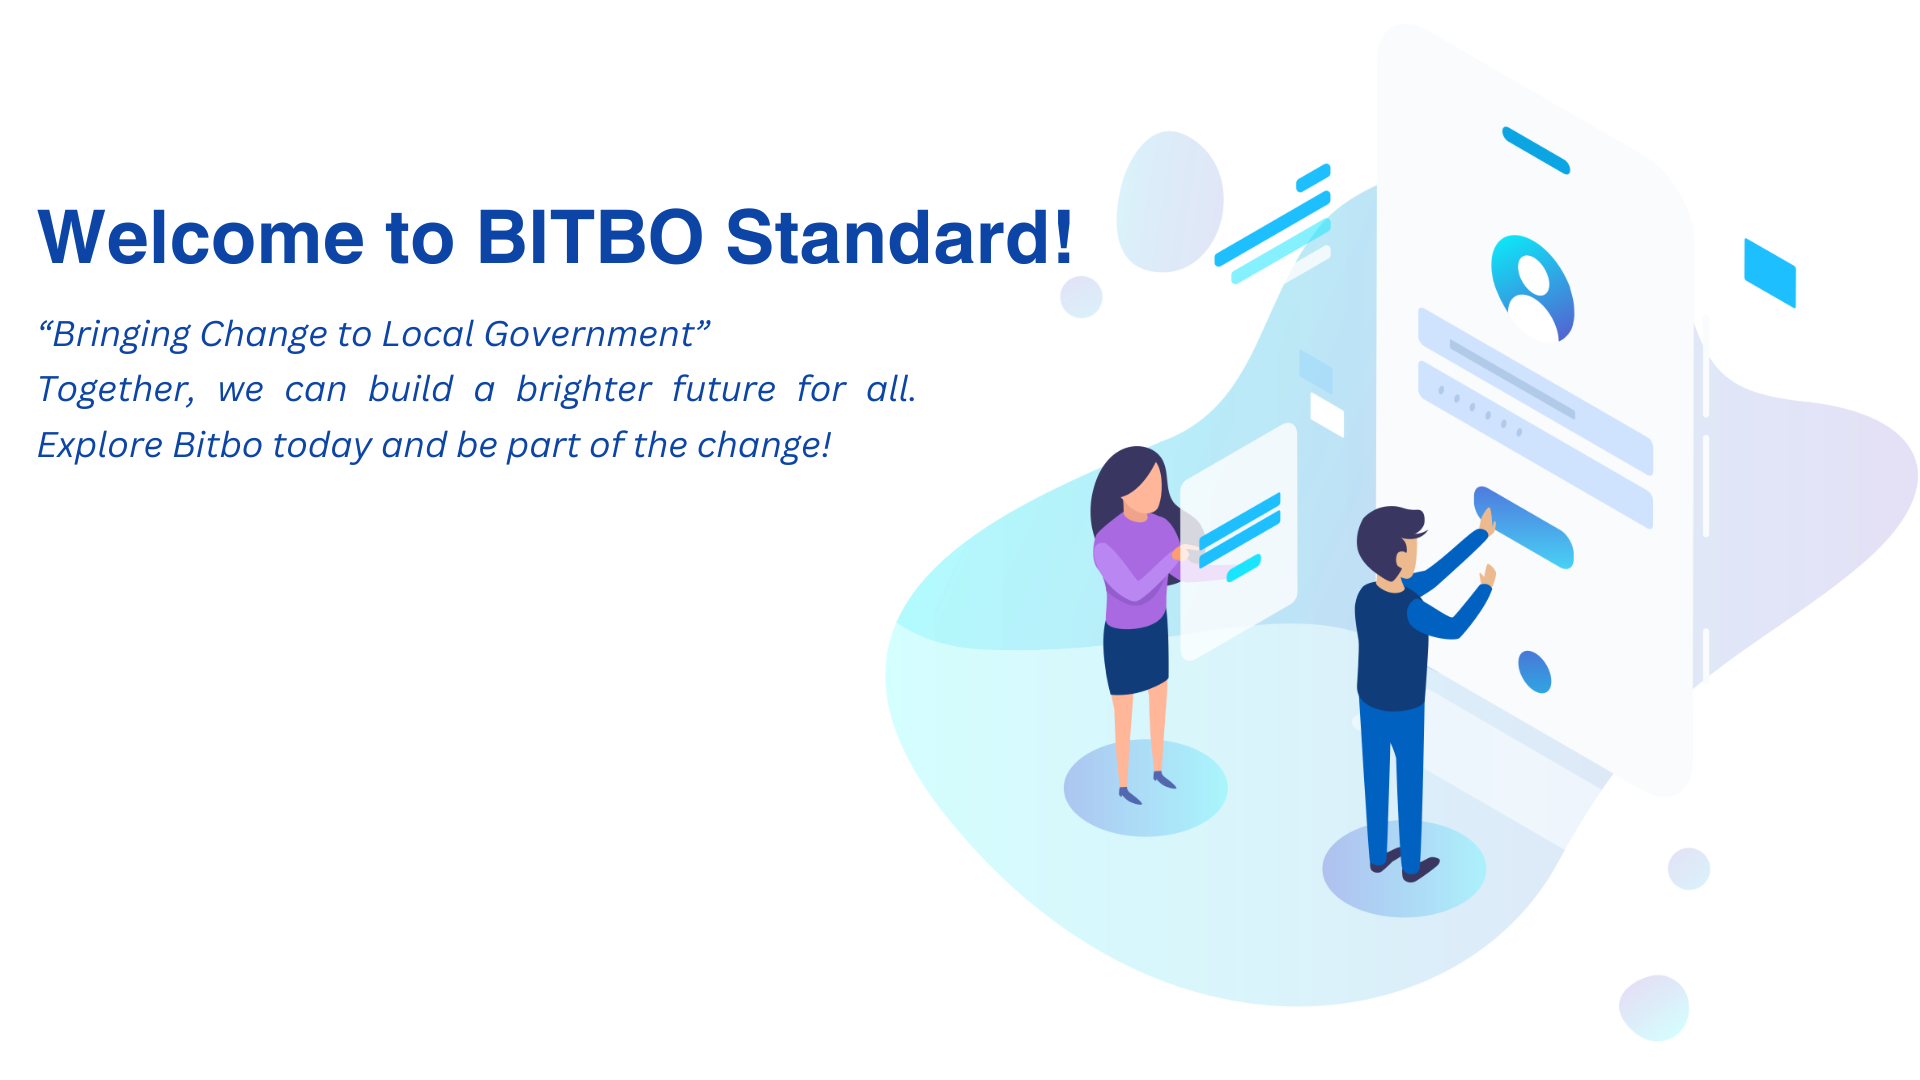 Welcome to BITBO Standard!
“Bringing Change to Local Government”
Together, we can build a brighter future for all.
Explore Bitbo today and be part of the change!